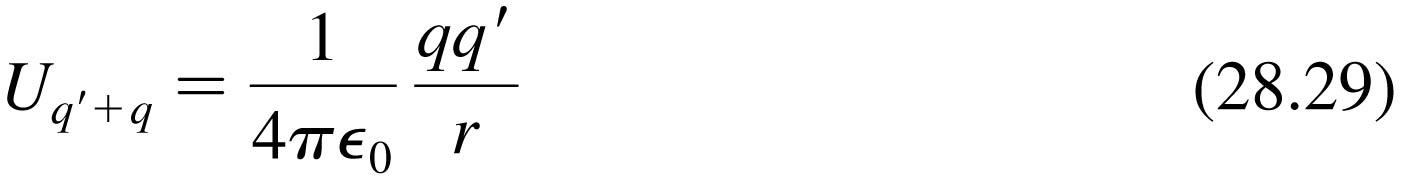 $U_{q'+q} = \frac{1}{4\pi\epsilon_0} \frac{qq'}{r}$ (28.29)